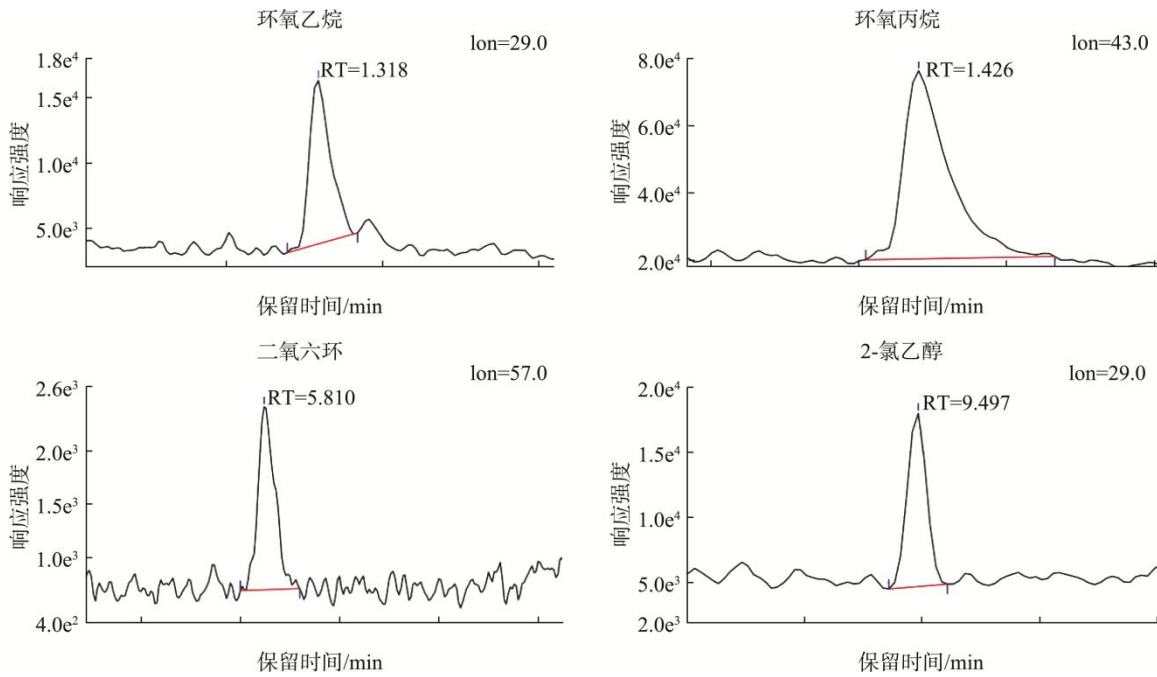 环氧乙烷
lon=29.0
RT=1.318
1.8e⁴
1.5e⁴
1.0e⁴
5.0e³
响应强度
保留时间/min
环氧丙烷
lon=43.0
RT=1.426
8.0e⁴
6.0e⁴
4.0e⁴
2.0e⁴
响应强度
保留时间/min
二氧六环
lon=57.0
RT=5.810
2.6e³
2.0e³
1.5e³
1.0e³
4.0e²
响应强度
保留时间/min
2-氯乙醇
lon=29.0
RT=9.497
2.0e⁴
1.5e⁴
1.0e⁴
5.0e³
2.0e³
响应强度
保留时间/min